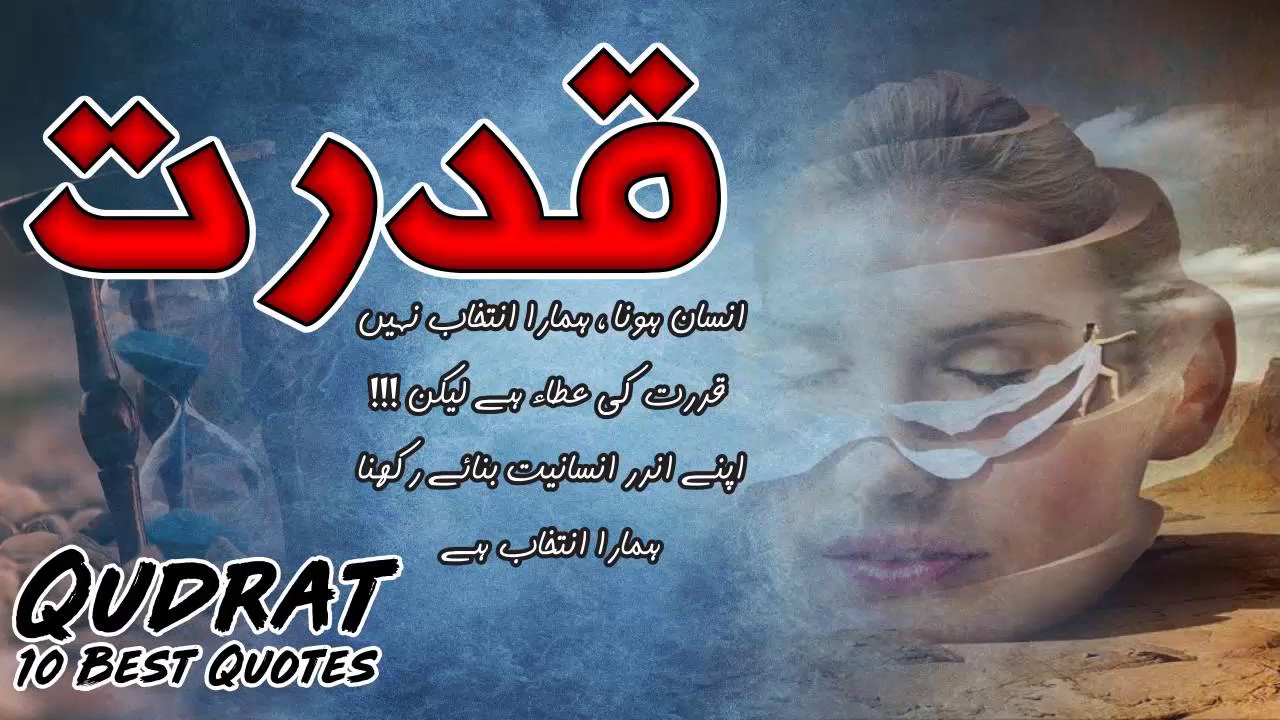 قدرت
انسان ہونا، ہمارا انتخاب نہیں
قدرت کی عطاء ہے لیکن !!!
اپنے اندر انسانیت بنائے رکھنا
ہمارا انتخاب ہے
QUDRAT
10 BEST QUOTES